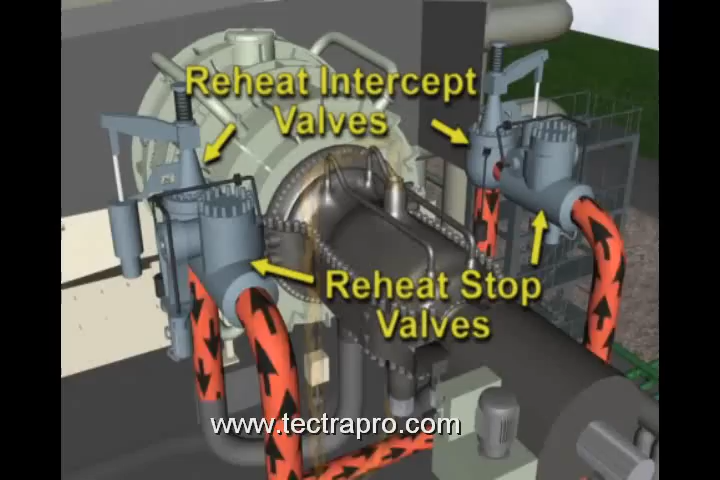 Reheat Intercept
Valves
Reheat Stop
Valves
www.tectrapro.com